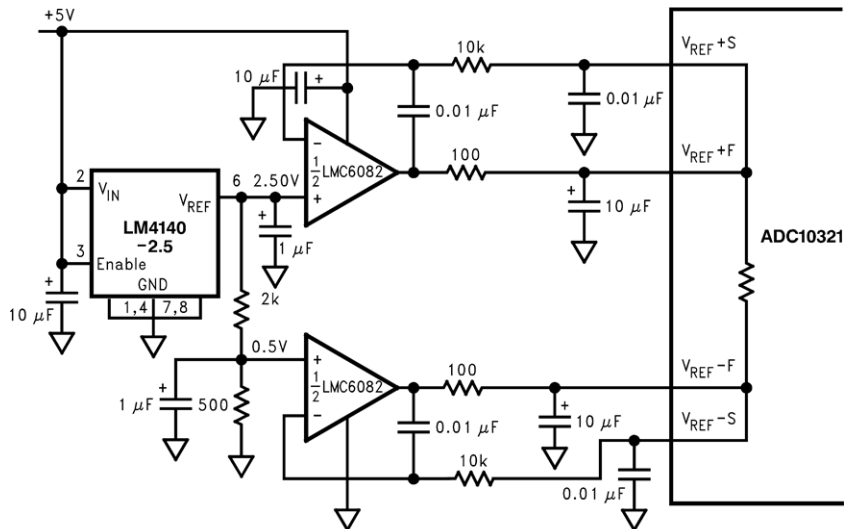 +5V
10 μF
+
10k
V_REF+S
0.01 μF
0.01 μF
−
½ LMC6082
+
100
V_REF+F
+
10 μF
2
V_IN
V_REF
6
2.50V
LM4140
−2.5
3
Enable
GND
1,4 7,8
+
10 μF
+
1 μF
ADC10321
2k
0.5V
+
1 μF
500
+
½ LMC6082
−
100
V_REF−F
+
10 μF
0.01 μF
V_REF−S
10k
0.01 μF